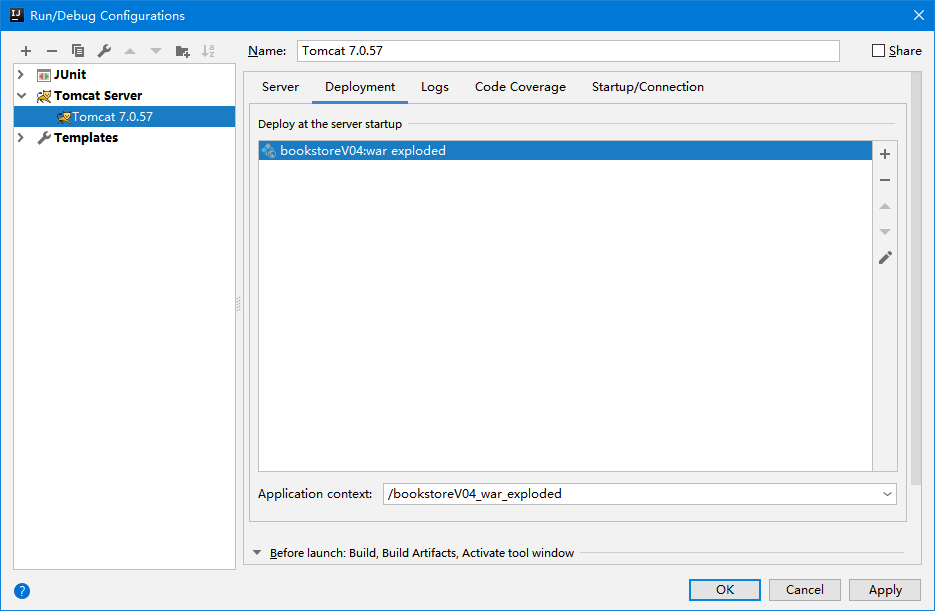 Run/Debug Configurations
Name: Tomcat 7.0.57
Share
JUnit
Tomcat Server
Tomcat 7.0.57
Templates
Server Deployment Logs Code Coverage Startup/Connection
Deploy at the server startup
bookstoreV04:war exploded
Application context: /bookstoreV04_war_exploded
Before launch: Build, Build Artifacts, Activate tool window
? OK Cancel Apply